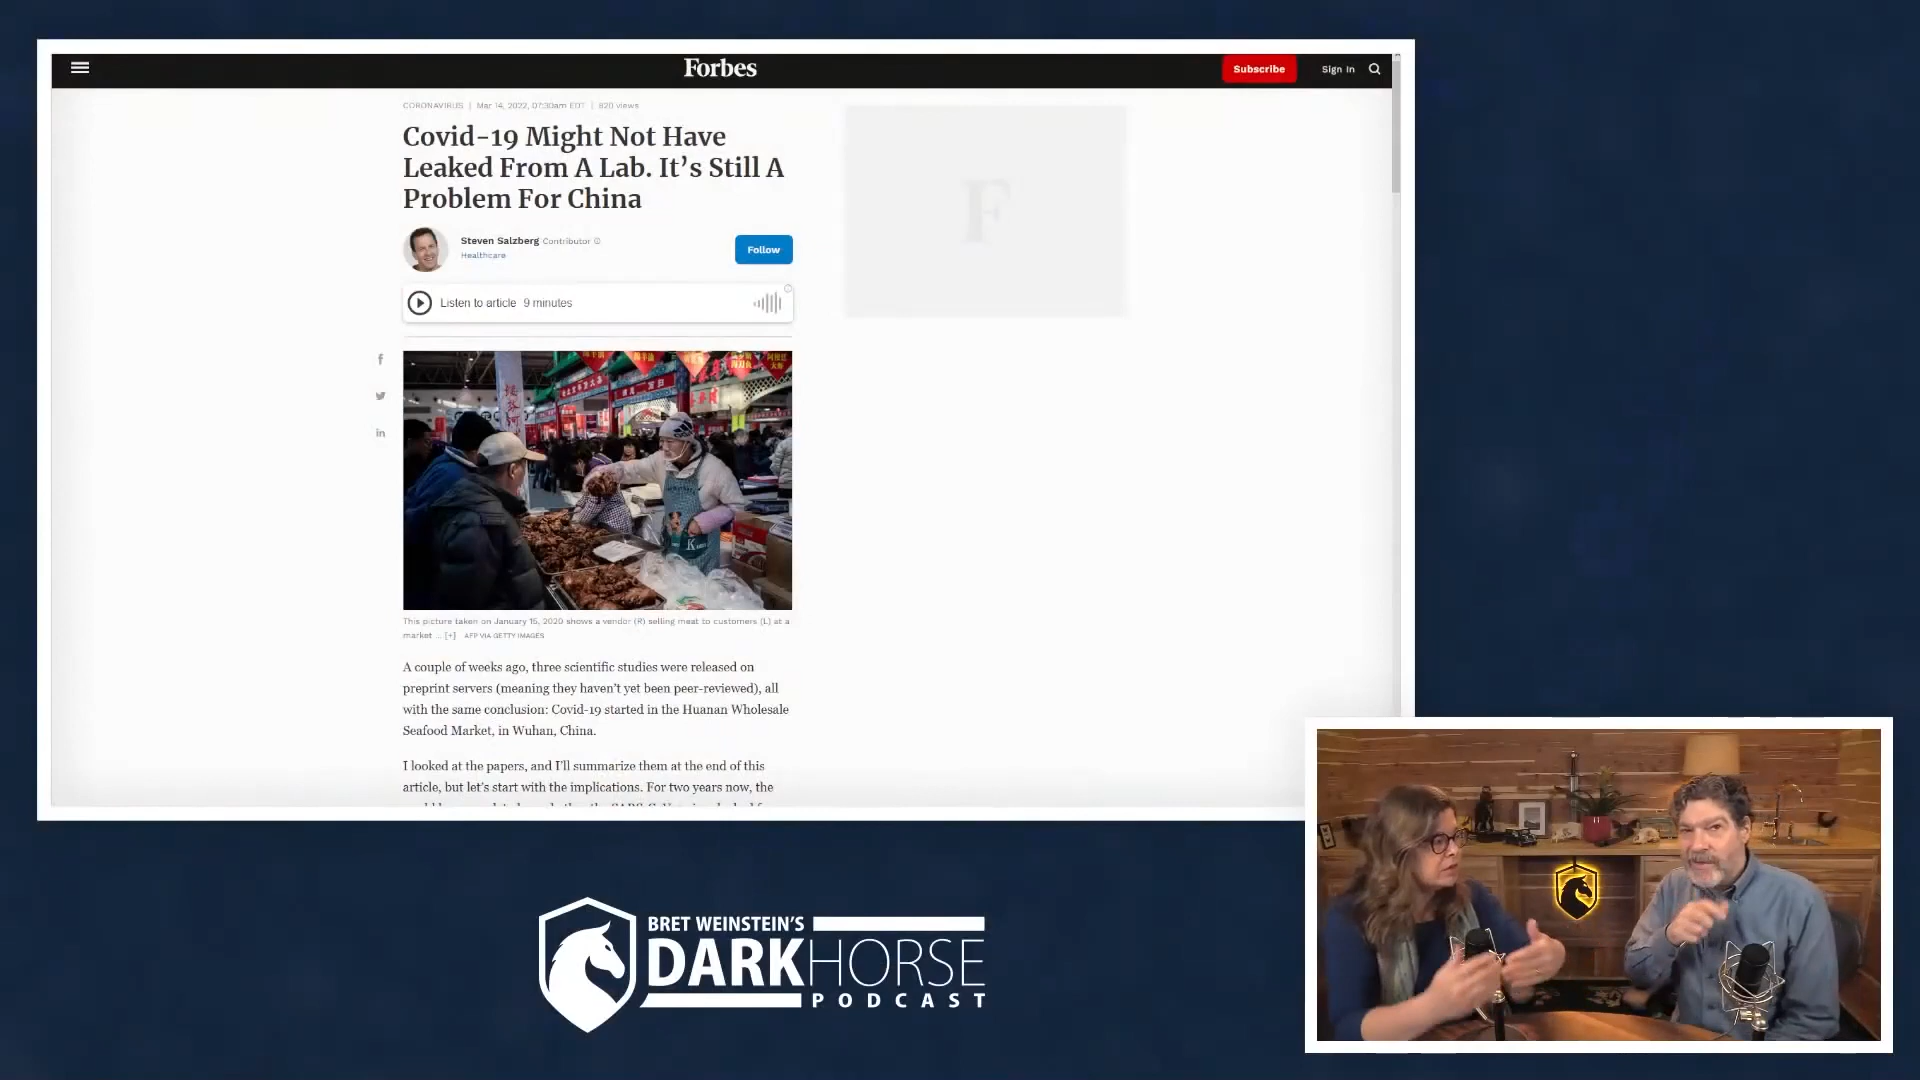 Forbes
Subscribe
Sign In
CORONAVIRUS | Mar 14, 2022, 07:30am EDT | 820 views
Covid-19 Might Not Have
Leaked From A Lab. It's Still A
Problem For China
Steven Salzberg Contributor
Healthcare
Follow
Listen to article 9 minutes
This picture taken on January 15, 2020 shows a vendor (R) selling meat to customers (L) at a
market ... [+] AFP VIA GETTY IMAGES
A couple of weeks ago, three scientific studies were released on
preprint servers (meaning they haven't yet been peer-reviewed), all
with the same conclusion: Covid-19 started in the Huanan Wholesale
Seafood Market, in Wuhan, China.
I looked at the papers, and I'll summarize them at the end of this
article, but let's start with the implications. For two years now, the
BRET WEINSTEIN'S
DARKHORSE
PODCAST